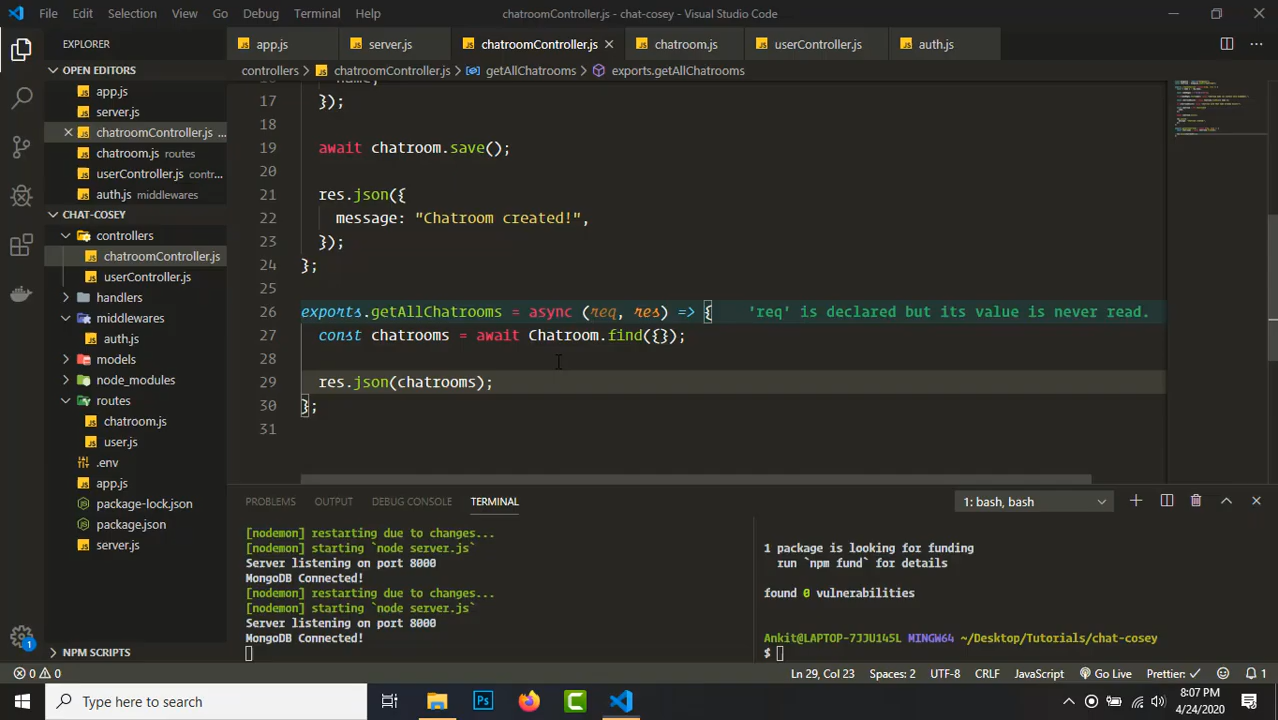 File Edit Selection View Go Debug Terminal Help
chatroomController.js - chat-cosey - Visual Studio Code
EXPLORER
app.js
server.js
chatroomController.js
chatroom.js
userController.js
auth.js
OPEN EDITORS
controllers > chatroomController.js > getAllChatrooms > exports.getAllChatrooms
app.js
server.js
chatroomController.js ...
chatroom.js routes
userController.js contr...
auth.js middlewares
CHAT-COSEY
controllers
chatroomController.js
userController.js
handlers
middlewares
auth.js
models
node_modules
routes
chatroom.js
user.js
.env
app.js
package-lock.json
package.json
server.js
NPM SCRIPTS
17 });
18
19 await chatroom.save();
20
21 res.json({
22 message: "Chatroom created!",
23 });
24 };
25
26 exports.getAllChatrooms = async (req, res) => { 'req' is declared but its value is never read.
27 const chatrooms = await Chatroom.find({});
28
29 res.json(chatrooms);
30 };
31
PROBLEMS OUTPUT DEBUG CONSOLE TERMINAL
1: bash, bash
[nodemon] restarting due to changes...
[nodemon] starting `node server.js`
Server listening on port 8000
MongoDB Connected!
[nodemon] restarting due to changes...
[nodemon] starting `node server.js`
Server listening on port 8000
MongoDB Connected!
1 package is looking for funding
run `npm fund` for details
found 0 vulnerabilities
Ankit@LAPTOP-7JJU145L MINGW64 ~/Desktop/Tutorials/chat-cosey
$
1
0 0
Ln 29, Col 23 Spaces: 2 UTF-8 CRLF JavaScript Go Live Prettier: ✓ 1
Type here to search
Ps
8:07 PM
4/24/2020